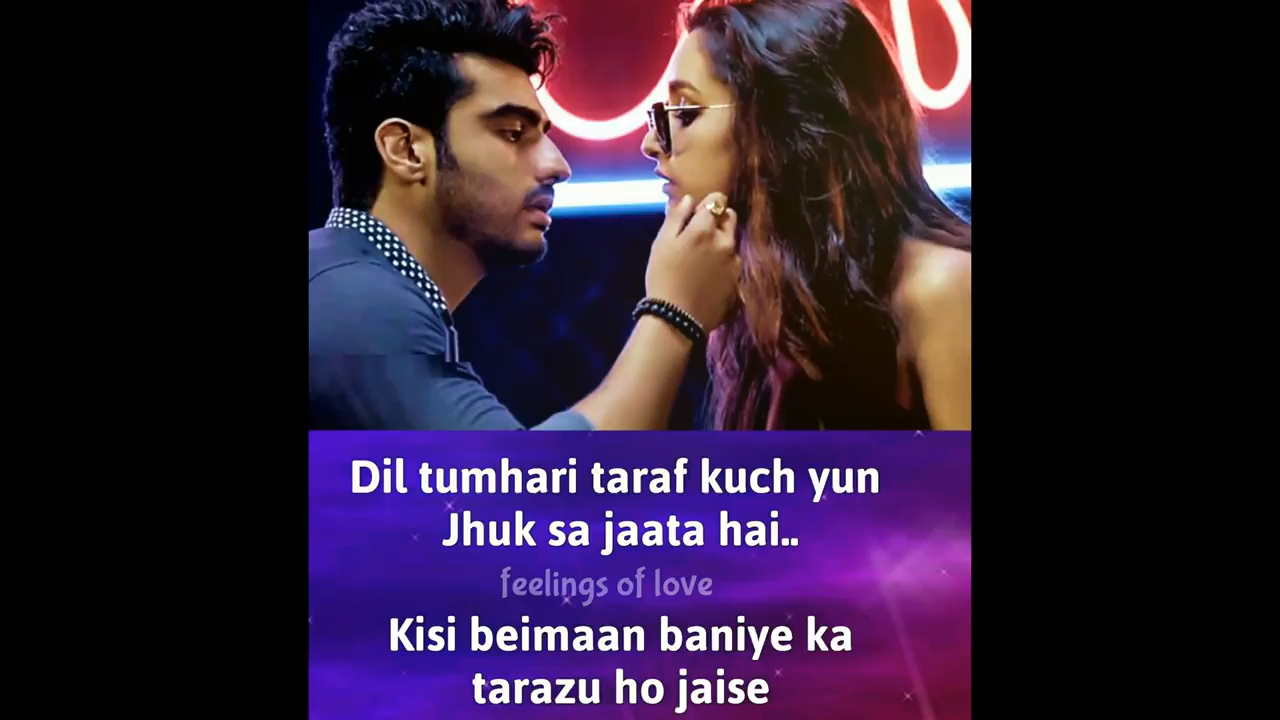 Dil tumhari taraf kuch yun
Jhuk sa jaata hai..
feelings of love
Kisi beimaan baniye ka
tarazu ho jaise